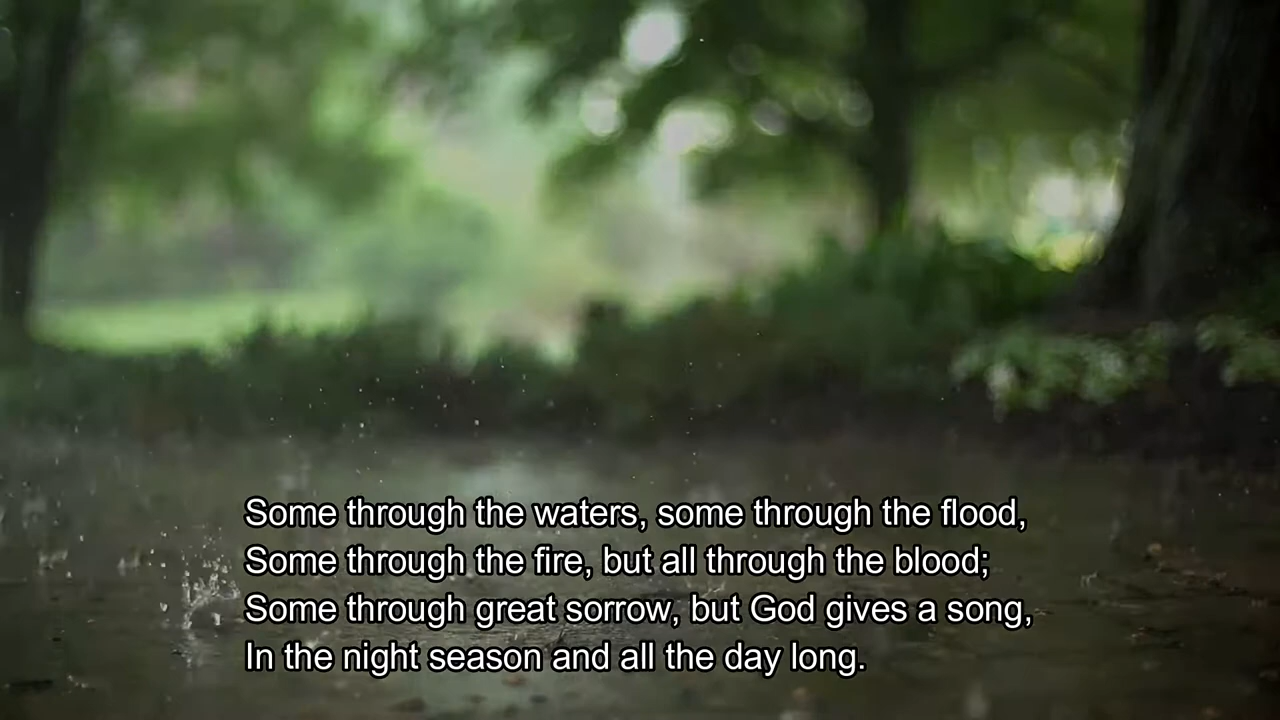 Some through the waters, some through the flood,
Some through the fire, but all through the blood;
Some through great sorrow, but God gives a song,
In the night season and all the day long.